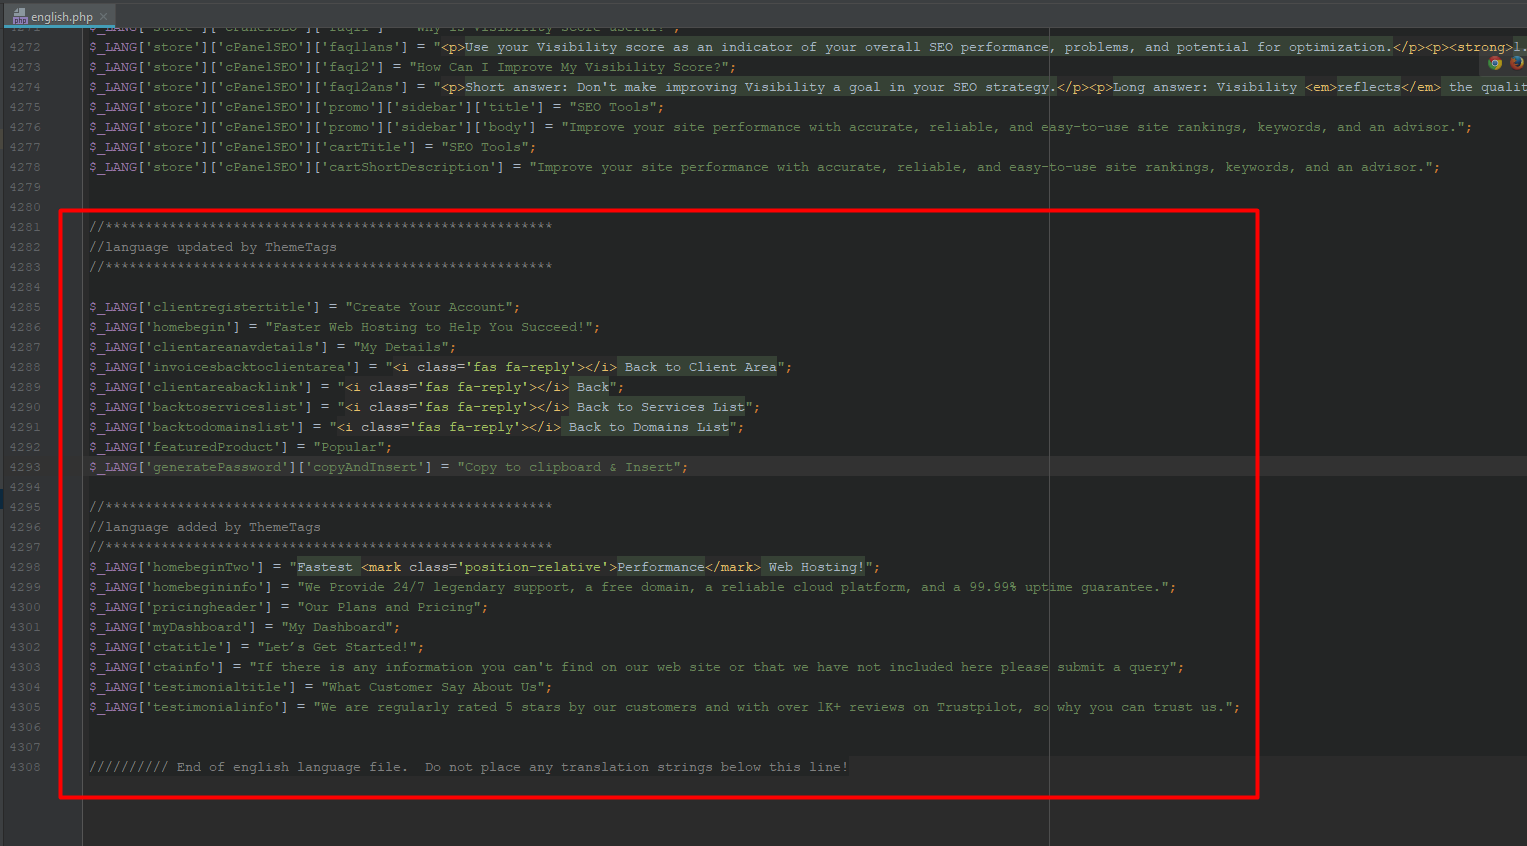 english.php
4271 $_LANG['store']['cPanelSEO']['faq11'] = "Why is Visibility Score useful?";
4272 $_LANG['store']['cPanelSEO']['faq11ans'] = "<p>Use your Visibility score as an indicator of your overall SEO performance, problems, and potential for optimization.</p><p><strong>1.
4273 $_LANG['store']['cPanelSEO']['faq12'] = "How Can I Improve My Visibility Score?";
4274 $_LANG['store']['cPanelSEO']['faq12ans'] = "<p>Short answer: Don't make improving Visibility a goal in your SEO strategy.</p><p>Long answer: Visibility <em>reflects</em> the qualit
4275 $_LANG['store']['cPanelSEO']['promo']['sidebar']['title'] = "SEO Tools";
4276 $_LANG['store']['cPanelSEO']['promo']['sidebar']['body'] = "Improve your site performance with accurate, reliable, and easy-to-use site rankings, keywords, and an advisor.";
4277 $_LANG['store']['cPanelSEO']['cartTitle'] = "SEO Tools";
4278 $_LANG['store']['cPanelSEO']['cartShortDescription'] = "Improve your site performance with accurate, reliable, and easy-to-use site rankings, keywords, and an advisor.";
4279
4280
4281 //********************************************************
4282 //language updated by ThemeTags
4283 //********************************************************
4284
4285 $_LANG['clientregistertitle'] = "Create Your Account";
4286 $_LANG['homebegin'] = "Faster Web Hosting to Help You Succeed!";
4287 $_LANG['clientareanavdetails'] = "My Details";
4288 $_LANG['invoicesbacktoclientarea'] = "<i class='fas fa-reply'></i> Back to Client Area";
4289 $_LANG['clientareabacklink'] = "<i class='fas fa-reply'></i> Back";
4290 $_LANG['backtoserviceslist'] = "<i class='fas fa-reply'></i> Back to Services List";
4291 $_LANG['backtodomainslist'] = "<i class='fas fa-reply'></i> Back to Domains List";
4292 $_LANG['featuredProduct'] = "Popular";
4293 $_LANG['generatePassword']['copyAndInsert'] = "Copy to clipboard & Insert";
4294
4295 //********************************************************
4296 //language added by ThemeTags
4297 //********************************************************
4298 $_LANG['homebeginTwo'] = "Fastest <mark class='position-relative'>Performance</mark> Web Hosting!";
4299 $_LANG['homebegininfo'] = "We Provide 24/7 legendary support, a free domain, a reliable cloud platform, and a 99.99% uptime guarantee.";
4300 $_LANG['pricingheader'] = "Our Plans and Pricing";
4301 $_LANG['myDashboard'] = "My Dashboard";
4302 $_LANG['ctatitle'] = "Let’s Get Started!";
4303 $_LANG['ctainfo'] = "If there is any information you can't find on our web site or that we have not included here please submit a query";
4304 $_LANG['testimonialtitle'] = "What Customer Say About Us";
4305 $_LANG['testimonialinfo'] = "We are regularly rated 5 stars by our customers and with over 1K+ reviews on Trustpilot, so why you can trust us.";
4306
4307
4308 ////////// End of english language file.  Do not place any translation strings below this line!